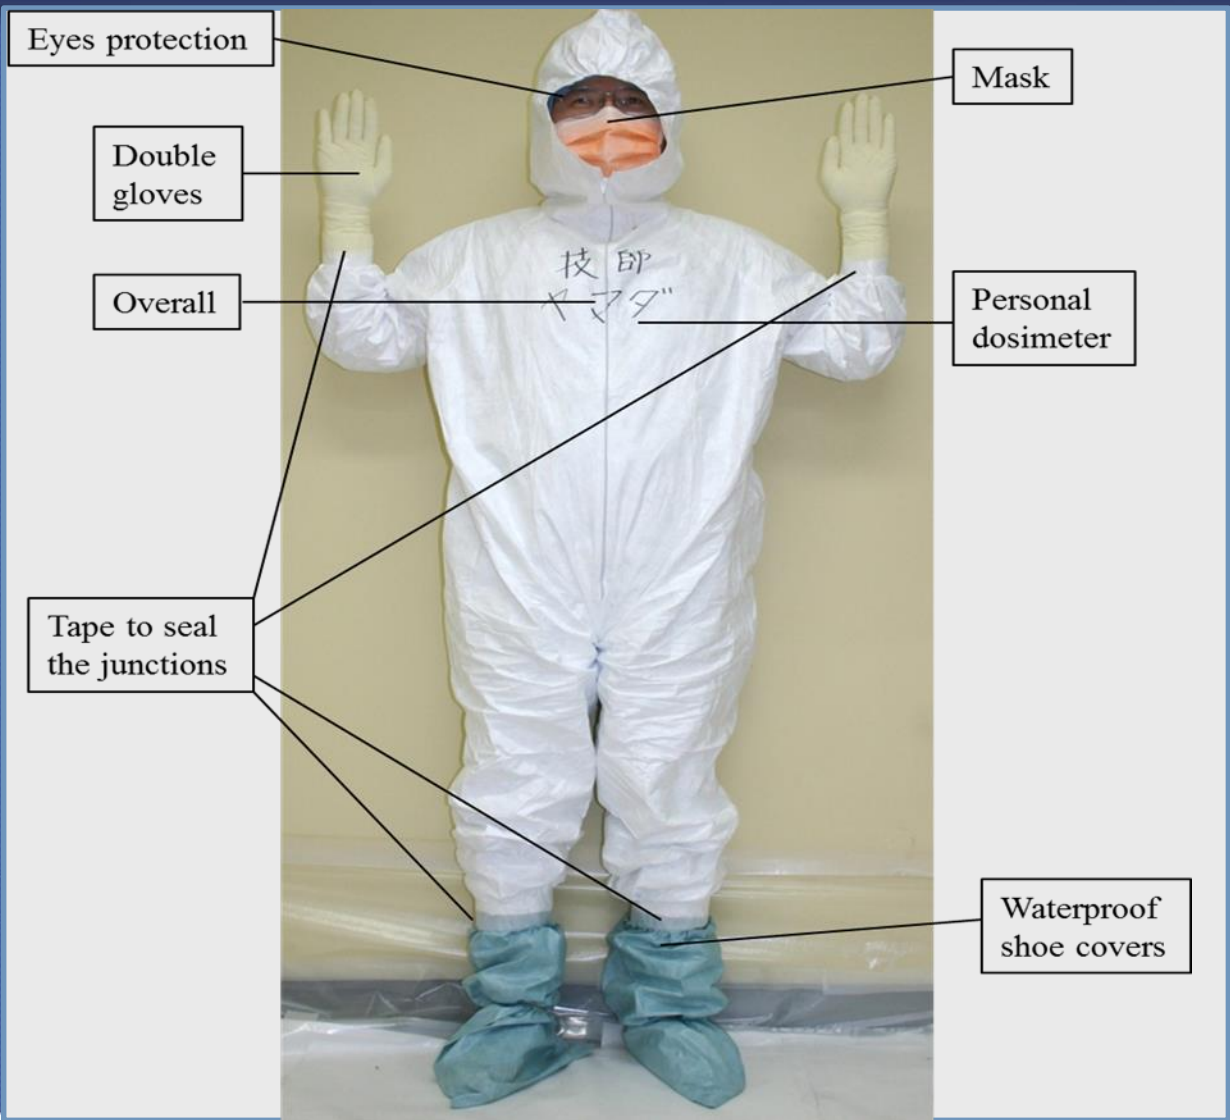 Eyes protection
Mask
Double
gloves
技師
ヤマダ
Overall
Personal
dosimeter
Tape to seal
the junctions
Waterproof
shoe covers